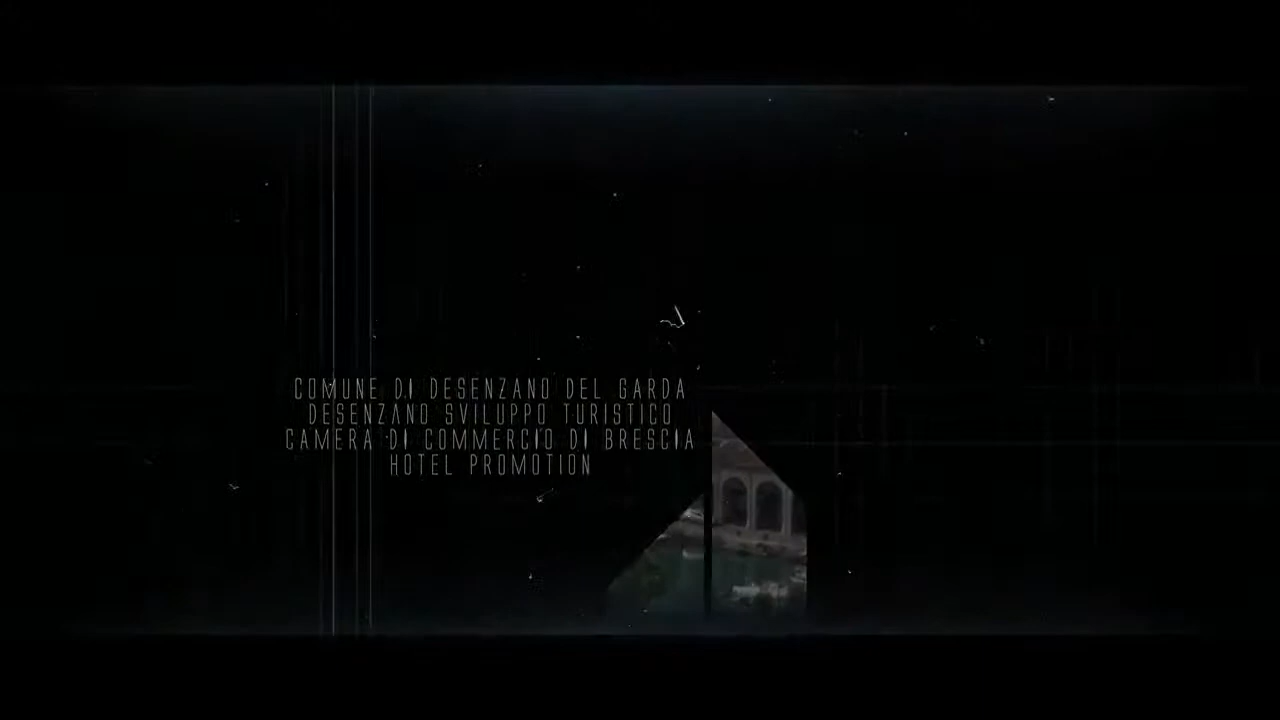 COMUNE DI DESENZANO DEL GARDA
DESENZANO SVILUPPO TURISTICO
CAMERA DI COMMERCIO DI BRESCIA
HOTEL PROMOTION